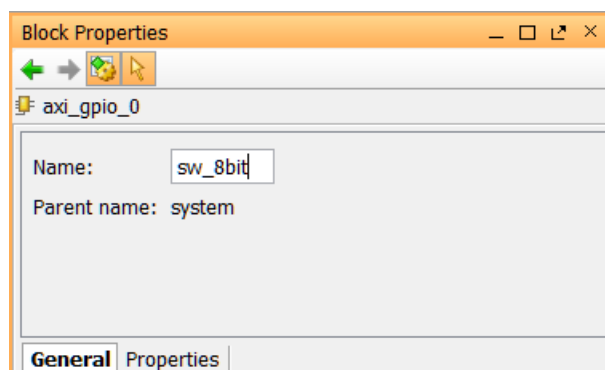 Block Properties
axi_gpio_0
Name: sw_8bit
Parent name: system
General Properties